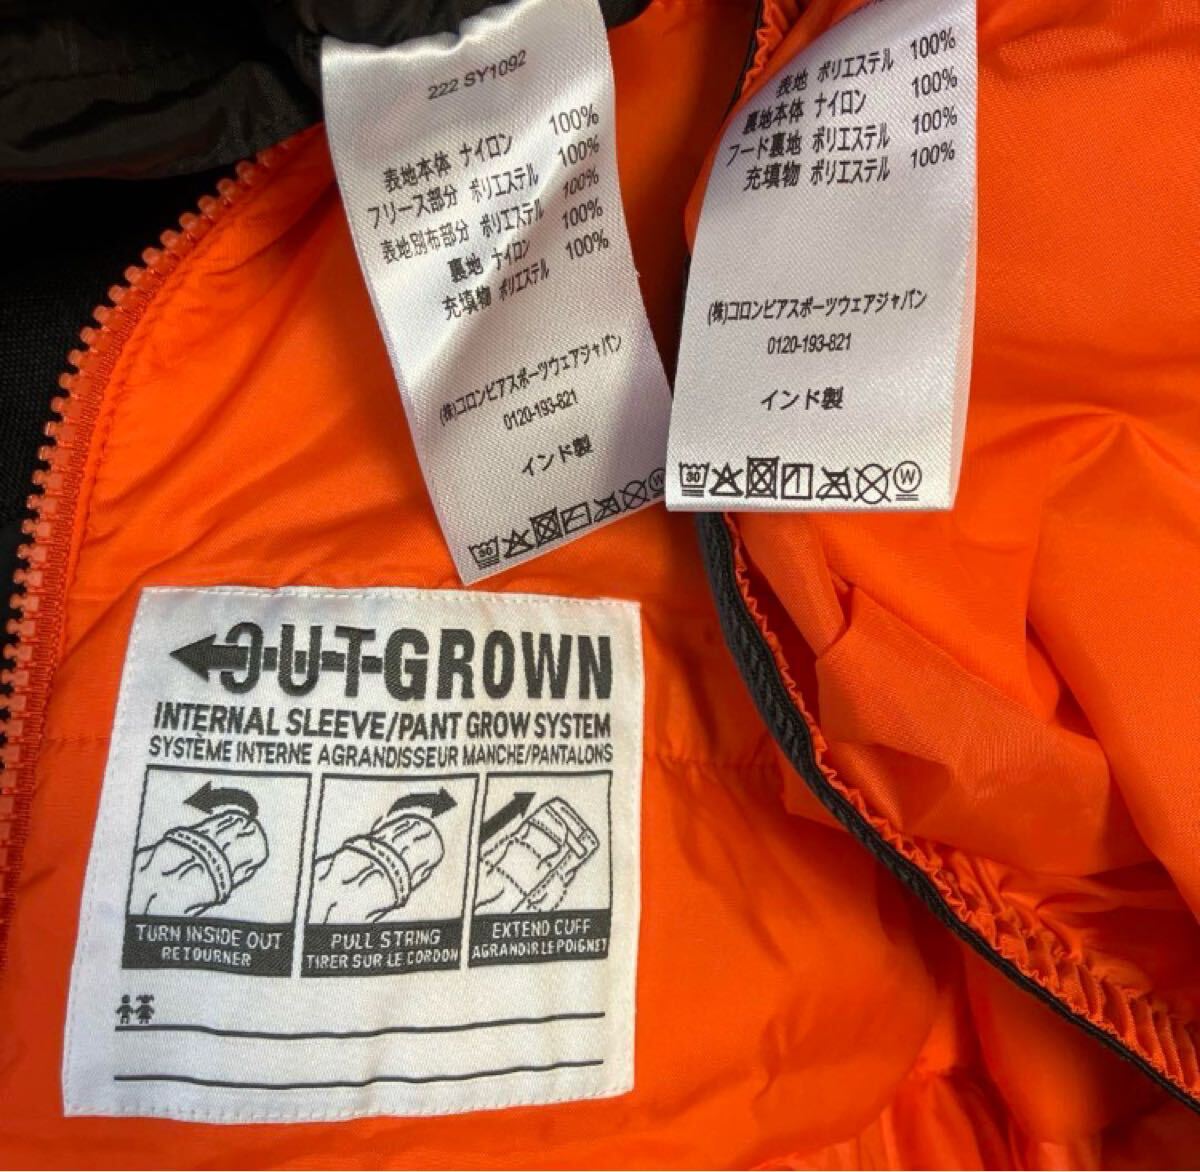 222 SY1092
表地本体 ナイロン 100%
フリース部分 ポリエステル 100%
表地別布部分 ポリエステル 100%
裏地 ナイロン 100%
充填物 ポリエステル 100%
(株)コロンビアスポーツウェアジャパン
0120-193-821
インド製
30
W
表地 ポリエステル 100%
裏地本体 ナイロン 100%
フード裏地 ポリエステル 100%
充填物 ポリエステル 100%
(株)コロンビアスポーツウェアジャパン
0120-193-821
インド製
30
W
OUT-GROWN
INTERNAL SLEEVE/PANT GROW SYSTEM
SYSTÈME INTERNE AGRANDISSEUR MANCHE/PANTALONS
TURN INSIDE OUT
RETOURNER
PULL STRING
TIRER SUR LE CORDON
EXTEND CUFF
AGRANDIR LE POIGNET